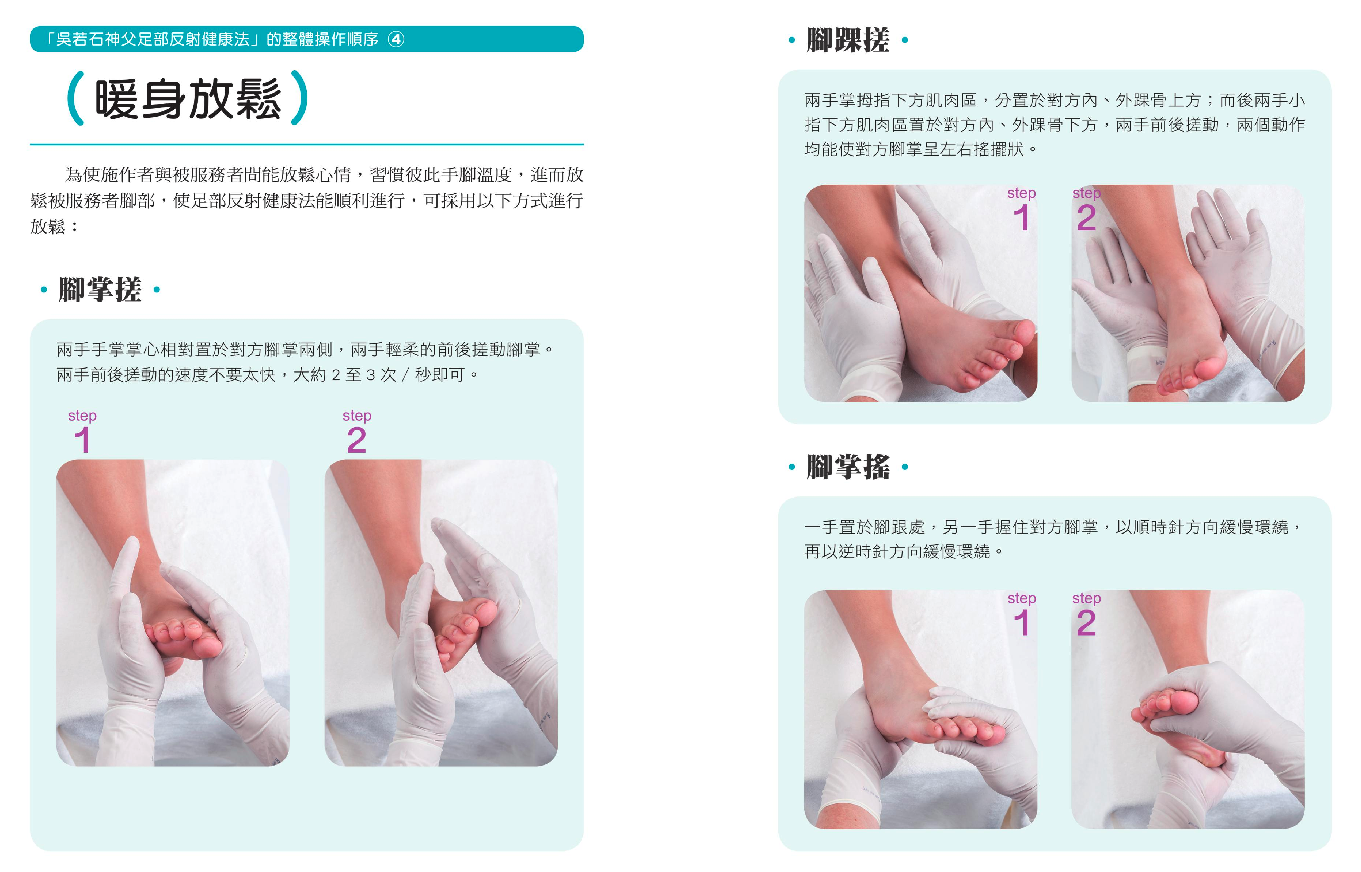 「吳若石神父足部反射健康法」的整體操作順序 ④
（暖身放鬆）
為使施作者與被服務者間能放鬆心情，習慣彼此手腳溫度，進而放
鬆被服務者腳部，使足部反射健康法能順利進行，可採用以下方式進行
放鬆：
・腳掌搓・
兩手手掌掌心相對置於對方腳掌兩側，兩手輕柔的前後搓動腳掌。
兩手前後搓動的速度不要太快，大約 2 至 3 次 / 秒即可。
step
1
step
2
・腳踝搓・
兩手掌拇指下方肌肉區，分置於對方內、外踝骨上方；而後兩手小
指下方肌肉區置於對方內、外踝骨下方，兩手前後搓動，兩個動作
均能使對方腳掌呈左右搖擺狀。
step
1
step
2
・腳掌搖・
一手置於腳跟處，另一手握住對方腳掌，以順時針方向緩慢環繞，
再以逆時針方向緩慢環繞。
step
1
step
2